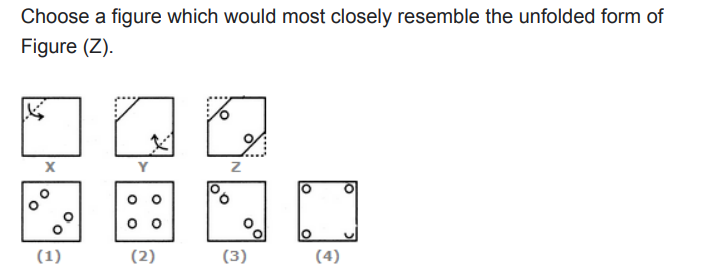 Choose a figure which would most closely resemble the unfolded form of
Figure (Z).
X Y Z
(1) (2) (3) (4)